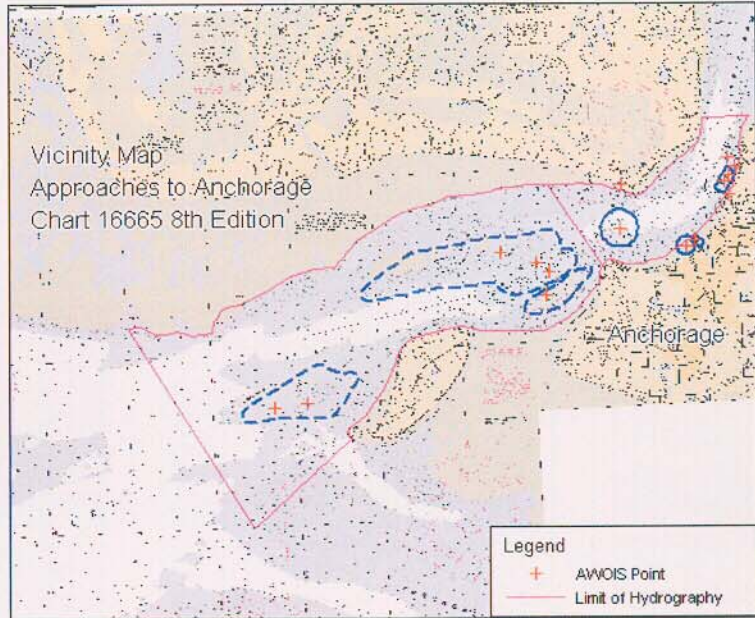 Vicinity Map
Approaches to Anchorage
Chart 16665 8th Edition
Anchorage
Legend
AWOIS Point
Limit of Hydrography